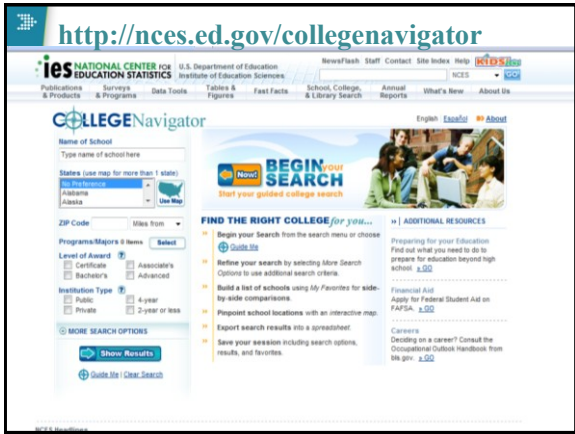 http://nces.ed.gov/collegenavigator
NewsFlash Staff Contact Site Index Help KIDS
ies NATIONAL CENTER FOR EDUCATION STATISTICS
U.S. Department of Education
Institute of Education Sciences
NCES GO
Publications & Products
Surveys & Programs
Data Tools
Tables & Figures
Fast Facts
School, College, & Library Search
Annual Reports
What's New
About Us
COLLEGENavigator
English Español About
Name of School
Type name of school here
States (use map for more than 1 state)
No Preference
Alabama
Alaska
Use Map
ZIP Code Miles from
Programs/Majors 0 items Select
Level of Award ?
Certificate Associate's
Bachelor's Advanced
Institution Type ?
Public 4-year
Private 2-year or less
MORE SEARCH OPTIONS
Show Results
Guide Me | Clear Search
Now! BEGIN your SEARCH
Start your guided college search
FIND THE RIGHT COLLEGE for you...
Begin Your Search from the search menu or choose
Guide Me
Refine your search by selecting More Search
Options to use additional search criteria.
Build a list of schools using My Favorites for side-
by-side comparisons.
Pinpoint school locations with an interactive map.
Export search results into a spreadsheet.
Save your session including search options,
results, and favorites.
» | ADDITIONAL RESOURCES
Preparing for your Education
Find out what you need to do to
prepare for education beyond high
school. » GO
Financial Aid
Apply for Federal Student Aid on
FAFSA. » GO
Careers
Deciding on a career? Consult the
Occupational Outlook Handbook from
bls.gov. » GO
NCES Headlines